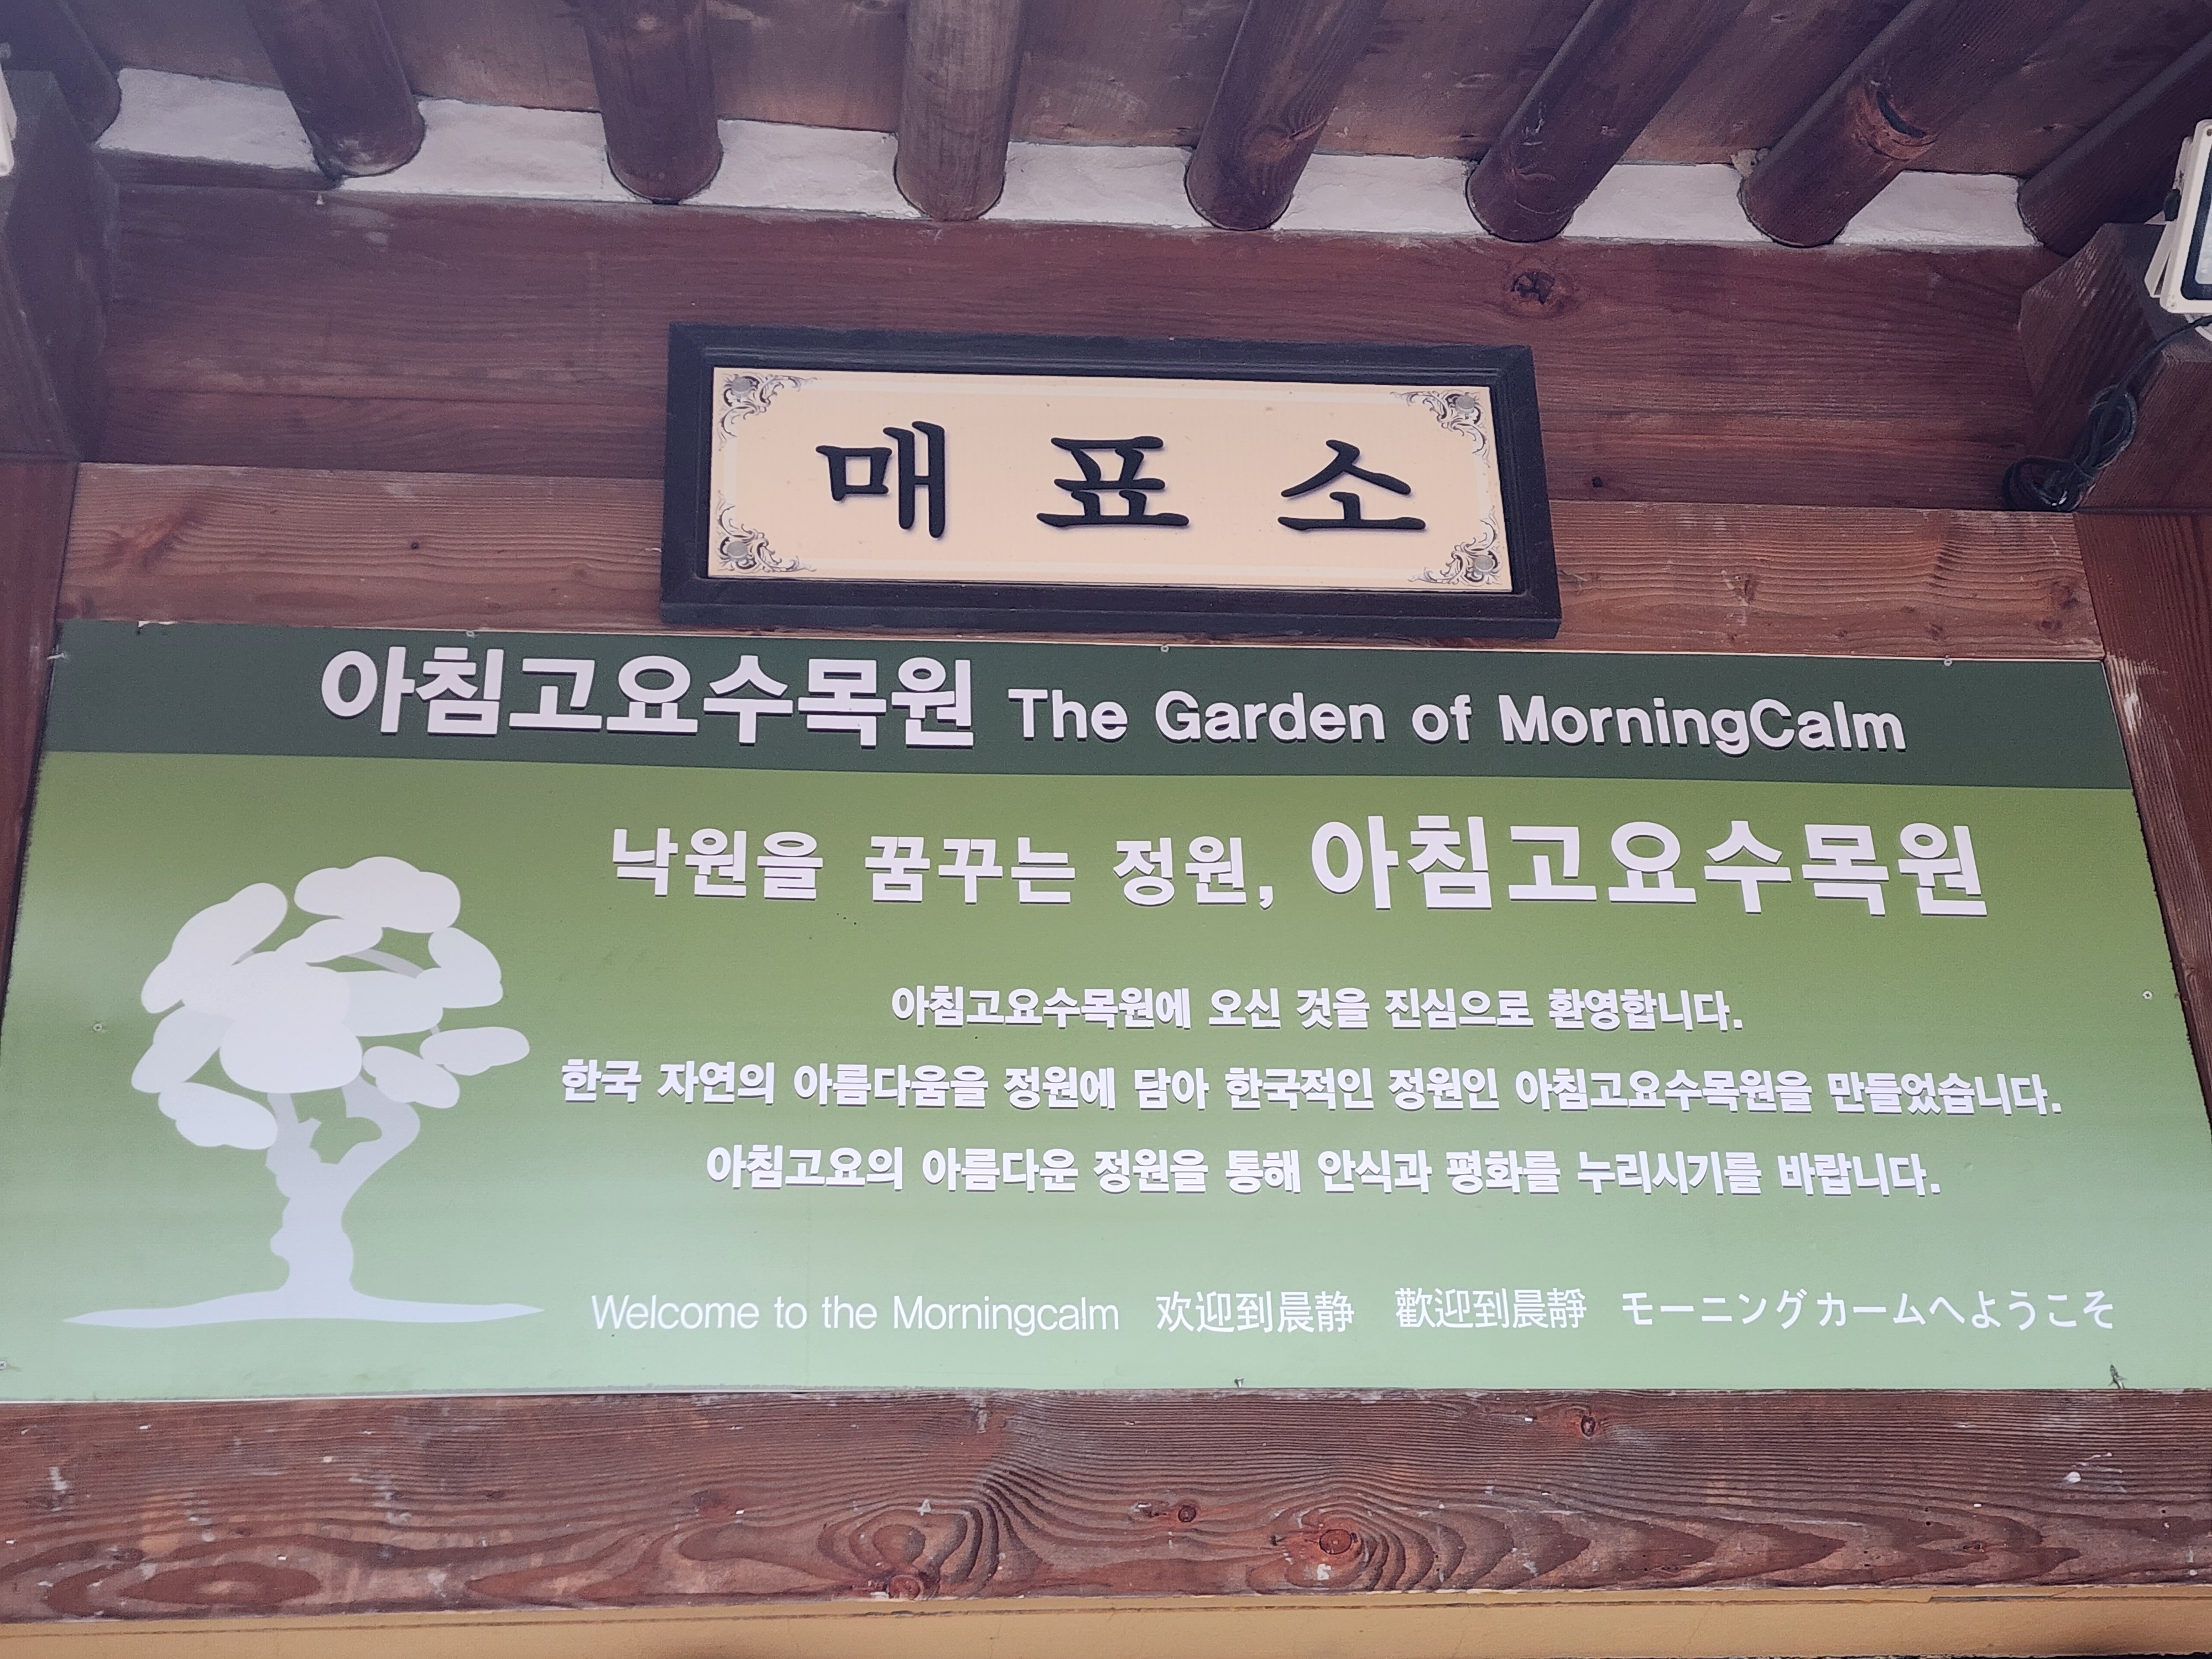 매표소
아침고요수목원 The Garden of MorningCalm
낙원을 꿈꾸는 정원, 아침고요수목원
아침고요수목원에 오신 것을 진심으로 환영합니다.
한국 자연의 아름다움을 정원에 담아 한국적인 정원인 아침고요수목원을 만들었습니다.
아침고요의 아름다운 정원을 통해 안식과 평화를 누리시기를 바랍니다.
Welcome to the Morningcalm 欢迎到晨静 歡迎到晨靜 モーニングカームへようこそ